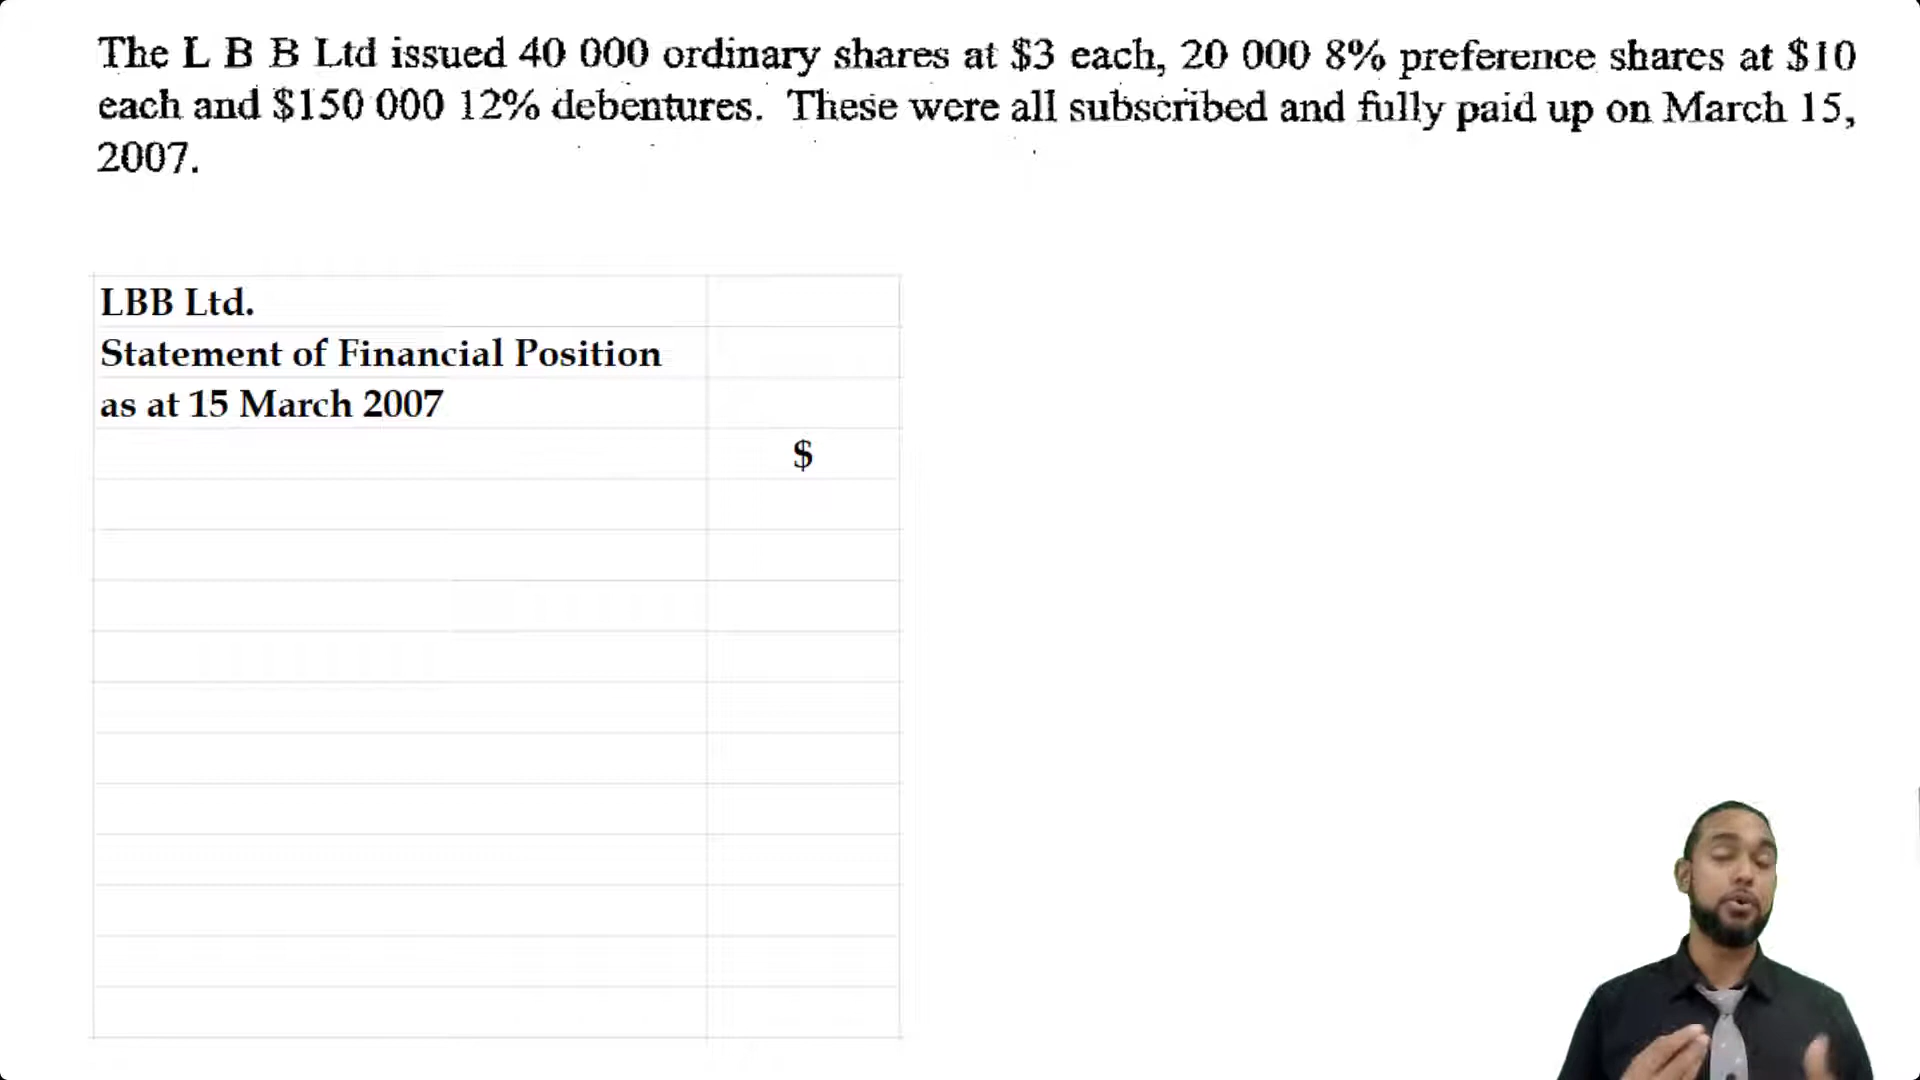 The L B B Ltd issued 40 000 ordinary shares at $3 each, 20 000 8% preference shares at $10
each and $150 000 12% debentures. These were all subscribed and fully paid up on March 15,
2007.
LBB Ltd.
Statement of Financial Position
as at 15 March 2007
$